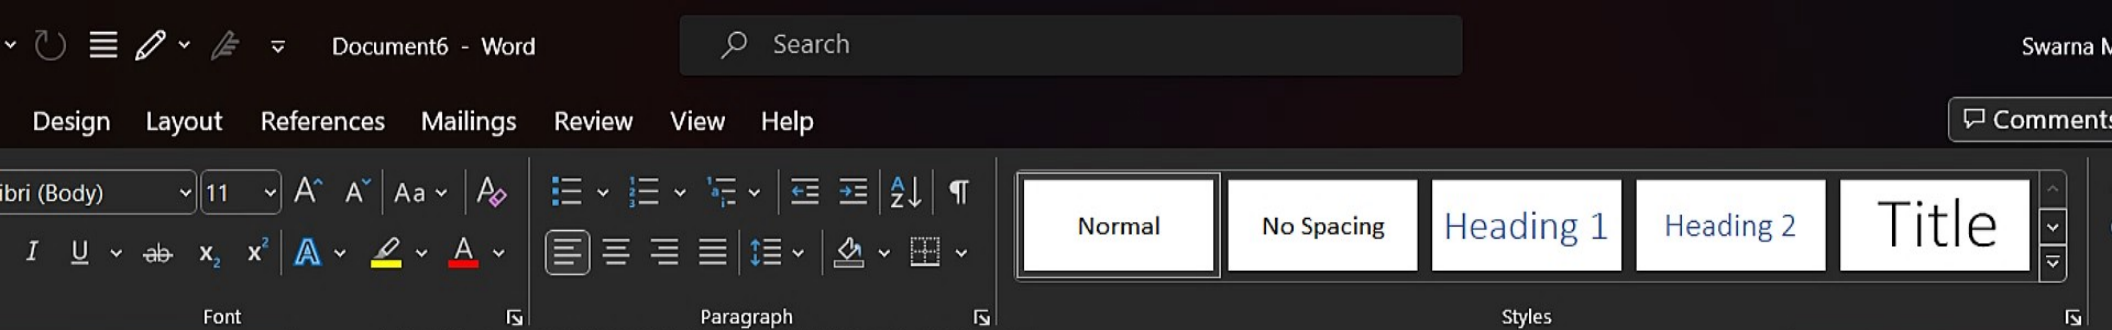 Document6 - Word
Search
Swarna M
Design Layout References Mailings Review View Help
Comments
ibri (Body) 11 Aa
Normal No Spacing Heading 1 Heading 2 Title
Font Paragraph Styles